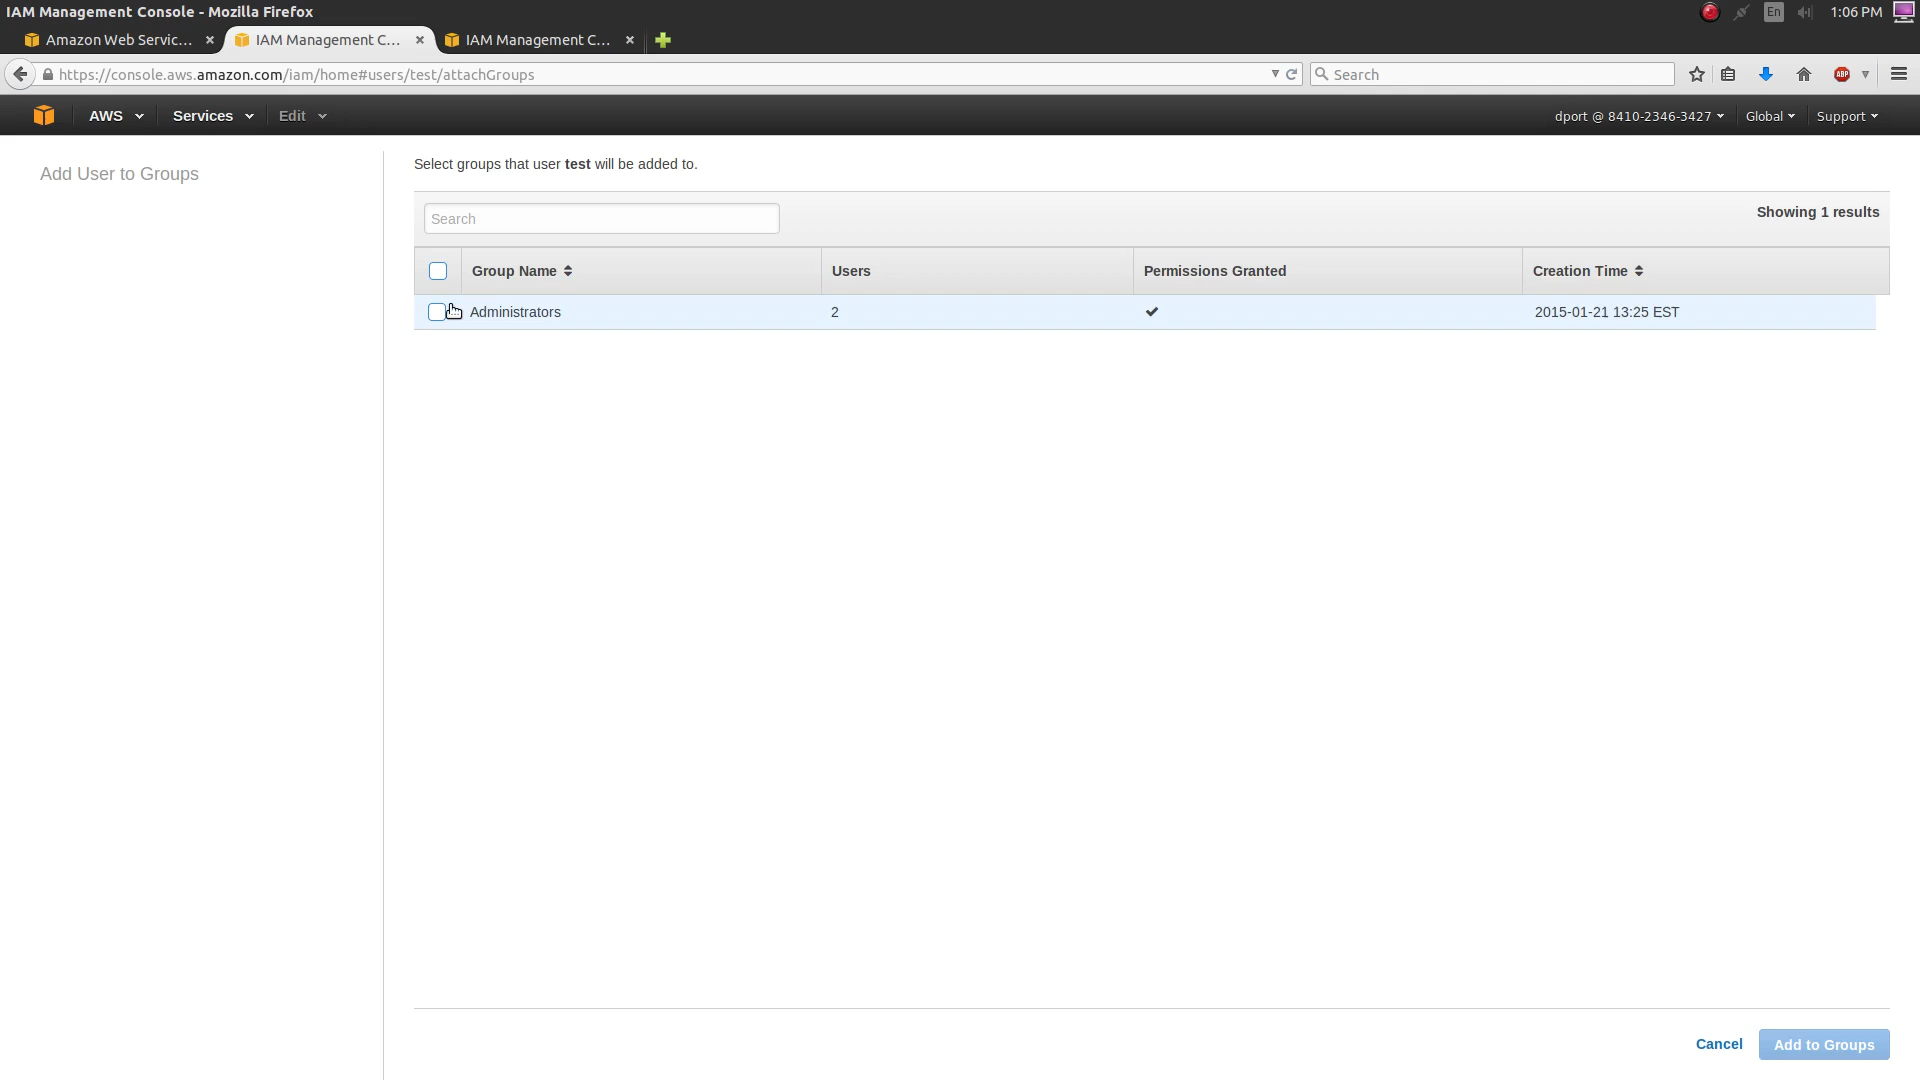 IAM Management Console - Mozilla Firefox
En
1:06 PM
Amazon Web Servic...
IAM Management C...
IAM Management C...
https://console.aws.amazon.com/iam/home#users/test/attachGroups
Search
ABP
AWS
Services
Edit
dport @ 8410-2346-3427
Global
Support
Add User to Groups
Select groups that user test will be added to.
Search
Showing 1 results
Group Name
Users
Permissions Granted
Creation Time
Administrators
2
2015-01-21 13:25 EST
Cancel
Add to Groups